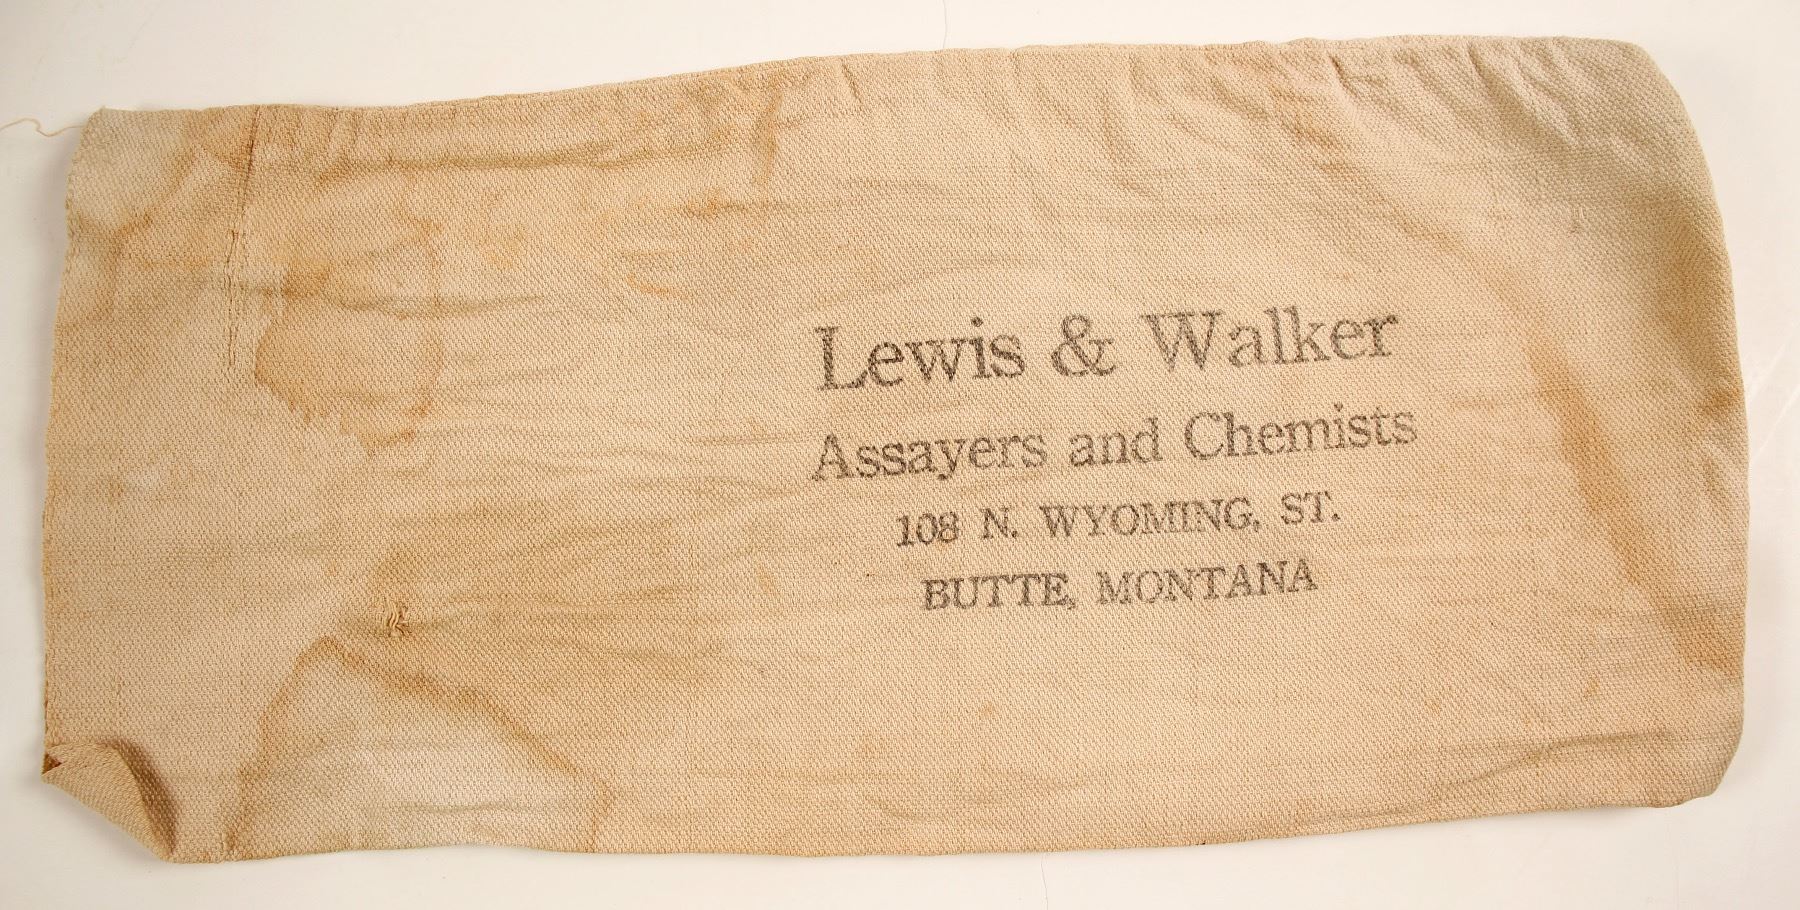 Lewis & Walker
Assayers and Chemists
108 N. WYOMING, ST.
BUTTE, MONTANA